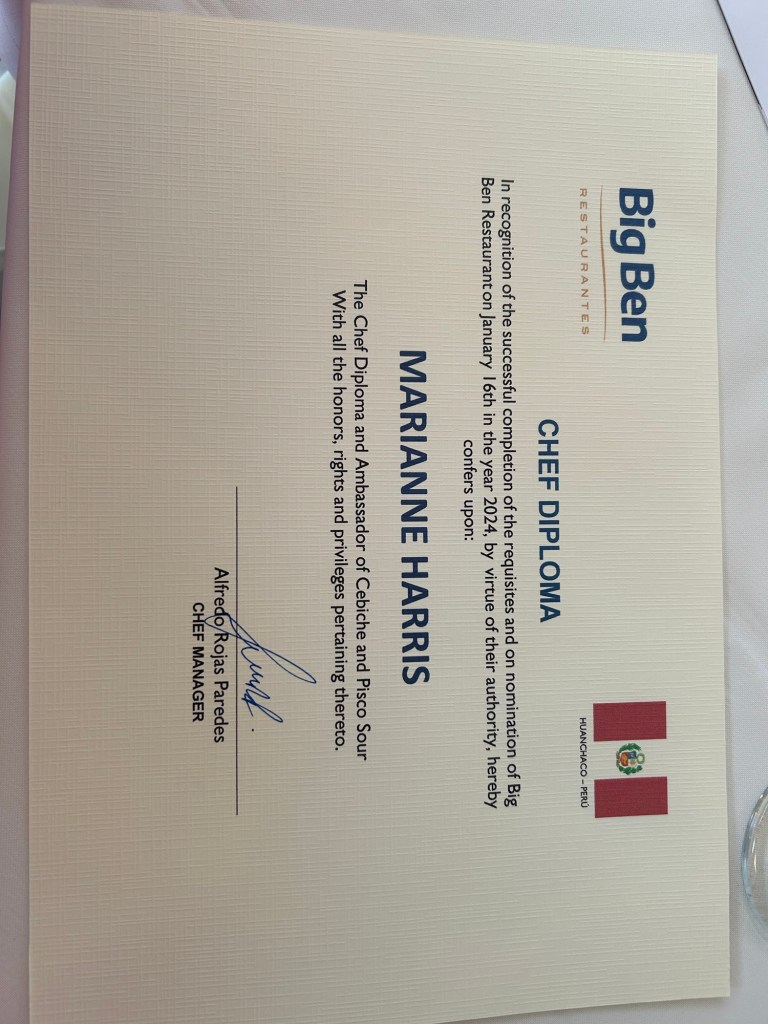 Big Ben
RESTAURANTES
HUANCHACO – PERÚ
CHEF DIPLOMA
In recognition of the successful completion of the requisites and on nomination of Big
Ben Restaurant on January 16th in the year 2024, by virtue of their authority, hereby
confers upon:
MARIANNE HARRIS
The Chef Diploma and Ambassador of Cebiche and Pisco Sour
With all the honors, rights and privileges pertaining thereto.
Alfredo Rojas Paredes
CHEF MANAGER